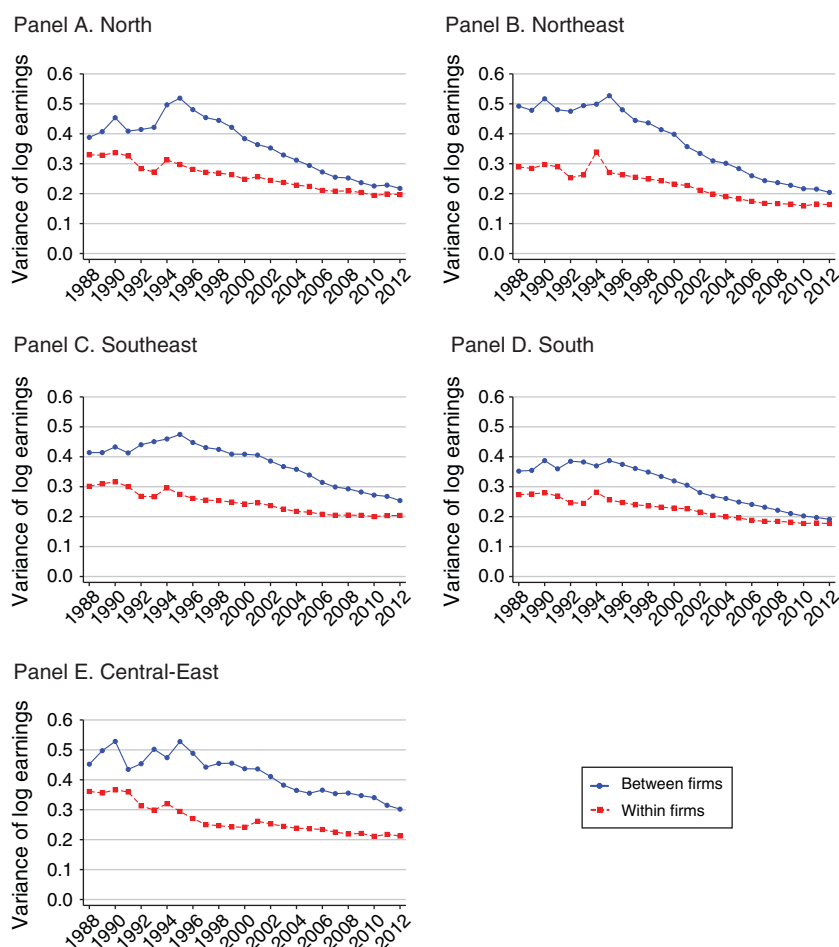 Panel A. North
Variance of log earnings
0.6
0.5
0.4
0.3
0.2
0.1
0.0
1988 1990 1992 1994 1996 1998 2000 2002 2004 2006 2008 2010 2012
Panel B. Northeast
Variance of log earnings
0.6
0.5
0.4
0.3
0.2
0.1
0.0
1988 1990 1992 1994 1996 1998 2000 2002 2004 2006 2008 2010 2012
Panel C. Southeast
Variance of log earnings
0.6
0.5
0.4
0.3
0.2
0.1
0.0
1988 1990 1992 1994 1996 1998 2000 2002 2004 2006 2008 2010 2012
Panel D. South
Variance of log earnings
0.6
0.5
0.4
0.3
0.2
0.1
0.0
1988 1990 1992 1994 1996 1998 2000 2002 2004 2006 2008 2010 2012
Panel E. Central-East
Variance of log earnings
0.6
0.5
0.4
0.3
0.2
0.1
0.0
1988 1990 1992 1994 1996 1998 2000 2002 2004 2006 2008 2010 2012
Between firms
Within firms